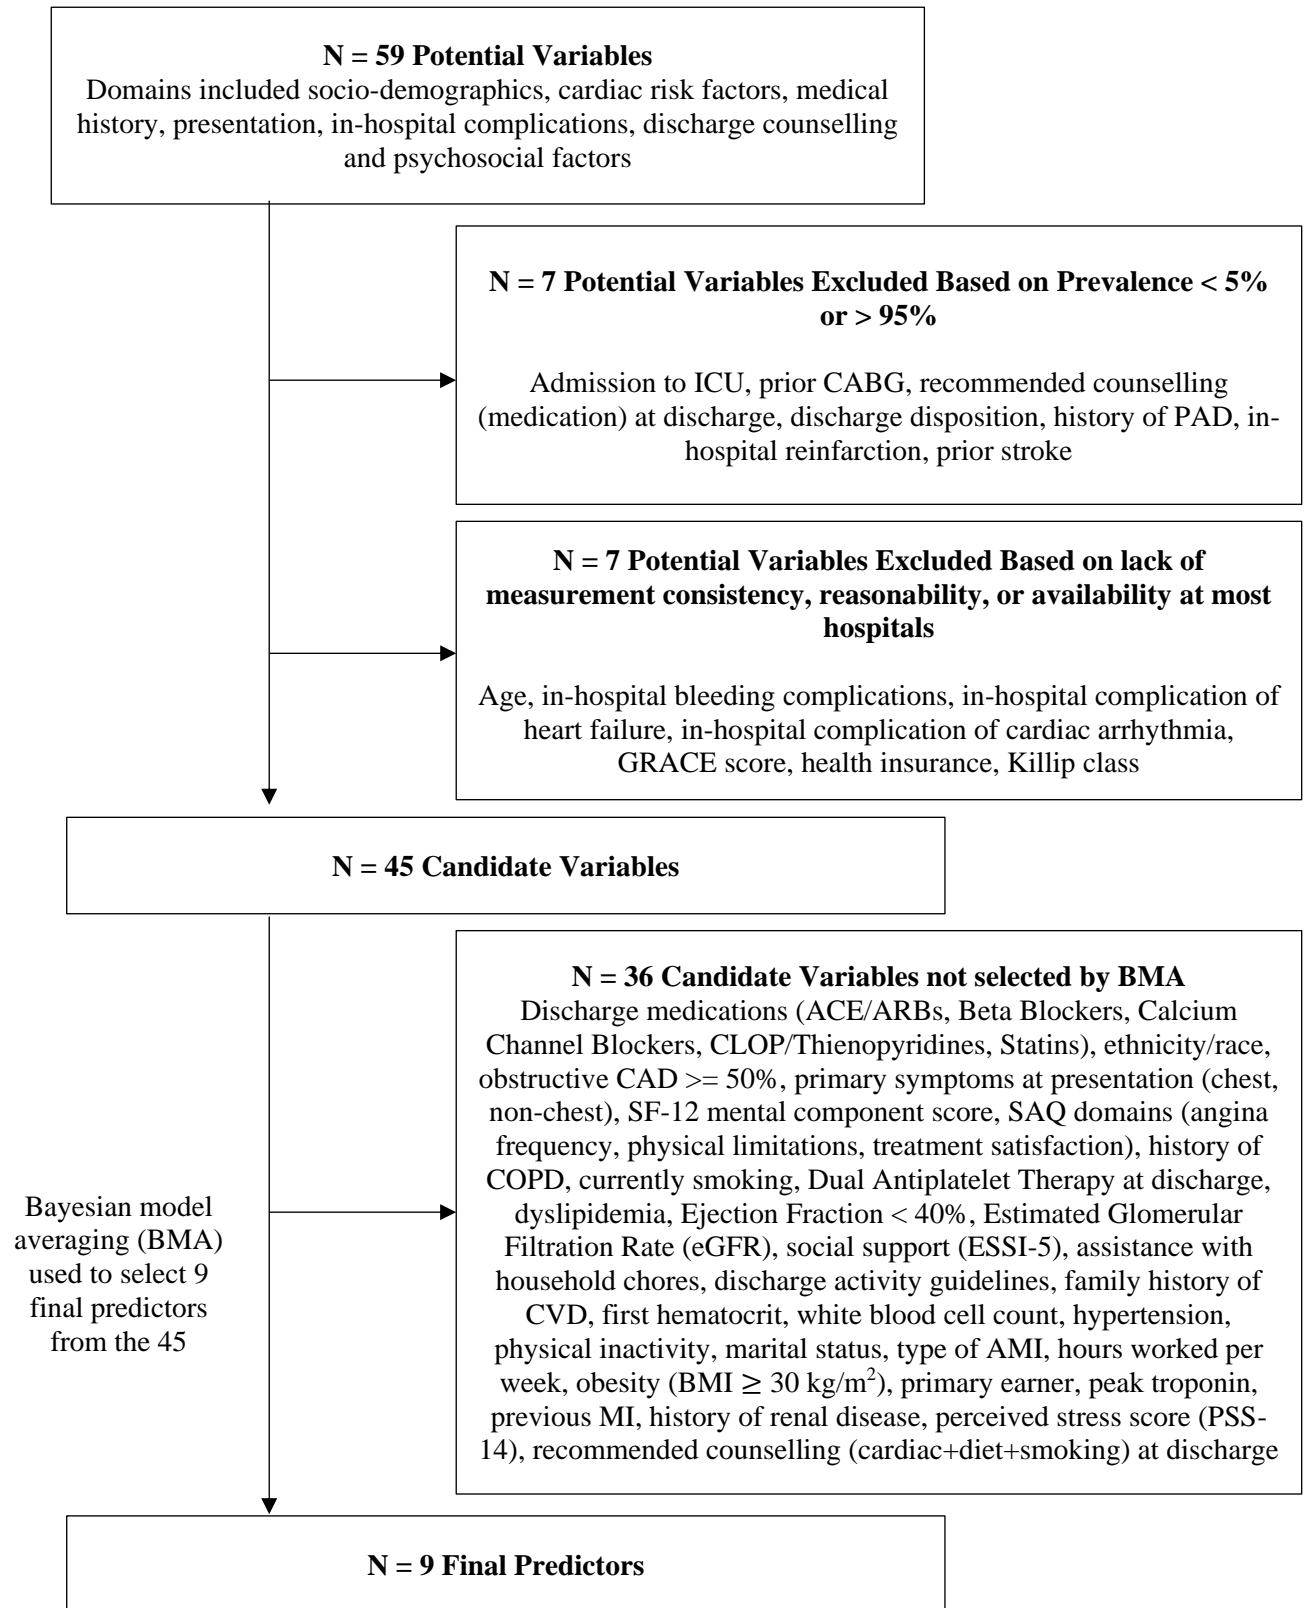 N = 59 Potential Variables
Domains included socio-demographics, cardiac risk factors, medical
history, presentation, in-hospital complications, discharge counselling
and psychosocial factors
N = 7 Potential Variables Excluded Based on Prevalence < 5%
or > 95%
Admission to ICU, prior CABG, recommended counselling
(medication) at discharge, discharge disposition, history of PAD, in-
hospital reinfarction, prior stroke
N = 7 Potential Variables Excluded Based on lack of
measurement consistency, reasonability, or availability at most
hospitals
Age, in-hospital bleeding complications, in-hospital complication of
heart failure, in-hospital complication of cardiac arrhythmia,
GRACE score, health insurance, Killip class
N = 45 Candidate Variables
N = 36 Candidate Variables not selected by BMA
Discharge medications (ACE/ARBs, Beta Blockers, Calcium
Channel Blockers, CLOP/Thienopyridines, Statins), ethnicity/race,
obstructive CAD >= 50%, primary symptoms at presentation (chest,
non-chest), SF-12 mental component score, SAQ domains (angina
frequency, physical limitations, treatment satisfaction), history of
COPD, currently smoking, Dual Antiplatelet Therapy at discharge,
dyslipidemia, Ejection Fraction < 40%, Estimated Glomerular
Filtration Rate (eGFR), social support (ESSI-5), assistance with
household chores, discharge activity guidelines, family history of
CVD, first hematocrit, white blood cell count, hypertension,
physical inactivity, marital status, type of AMI, hours worked per
week, obesity (BMI ≥ 30 kg/m²), primary earner, peak troponin,
previous MI, history of renal disease, perceived stress score (PSS-
14), recommended counselling (cardiac+diet+smoking) at discharge
Bayesian model
averaging (BMA)
used to select 9
final predictors
from the 45
N = 9 Final Predictors